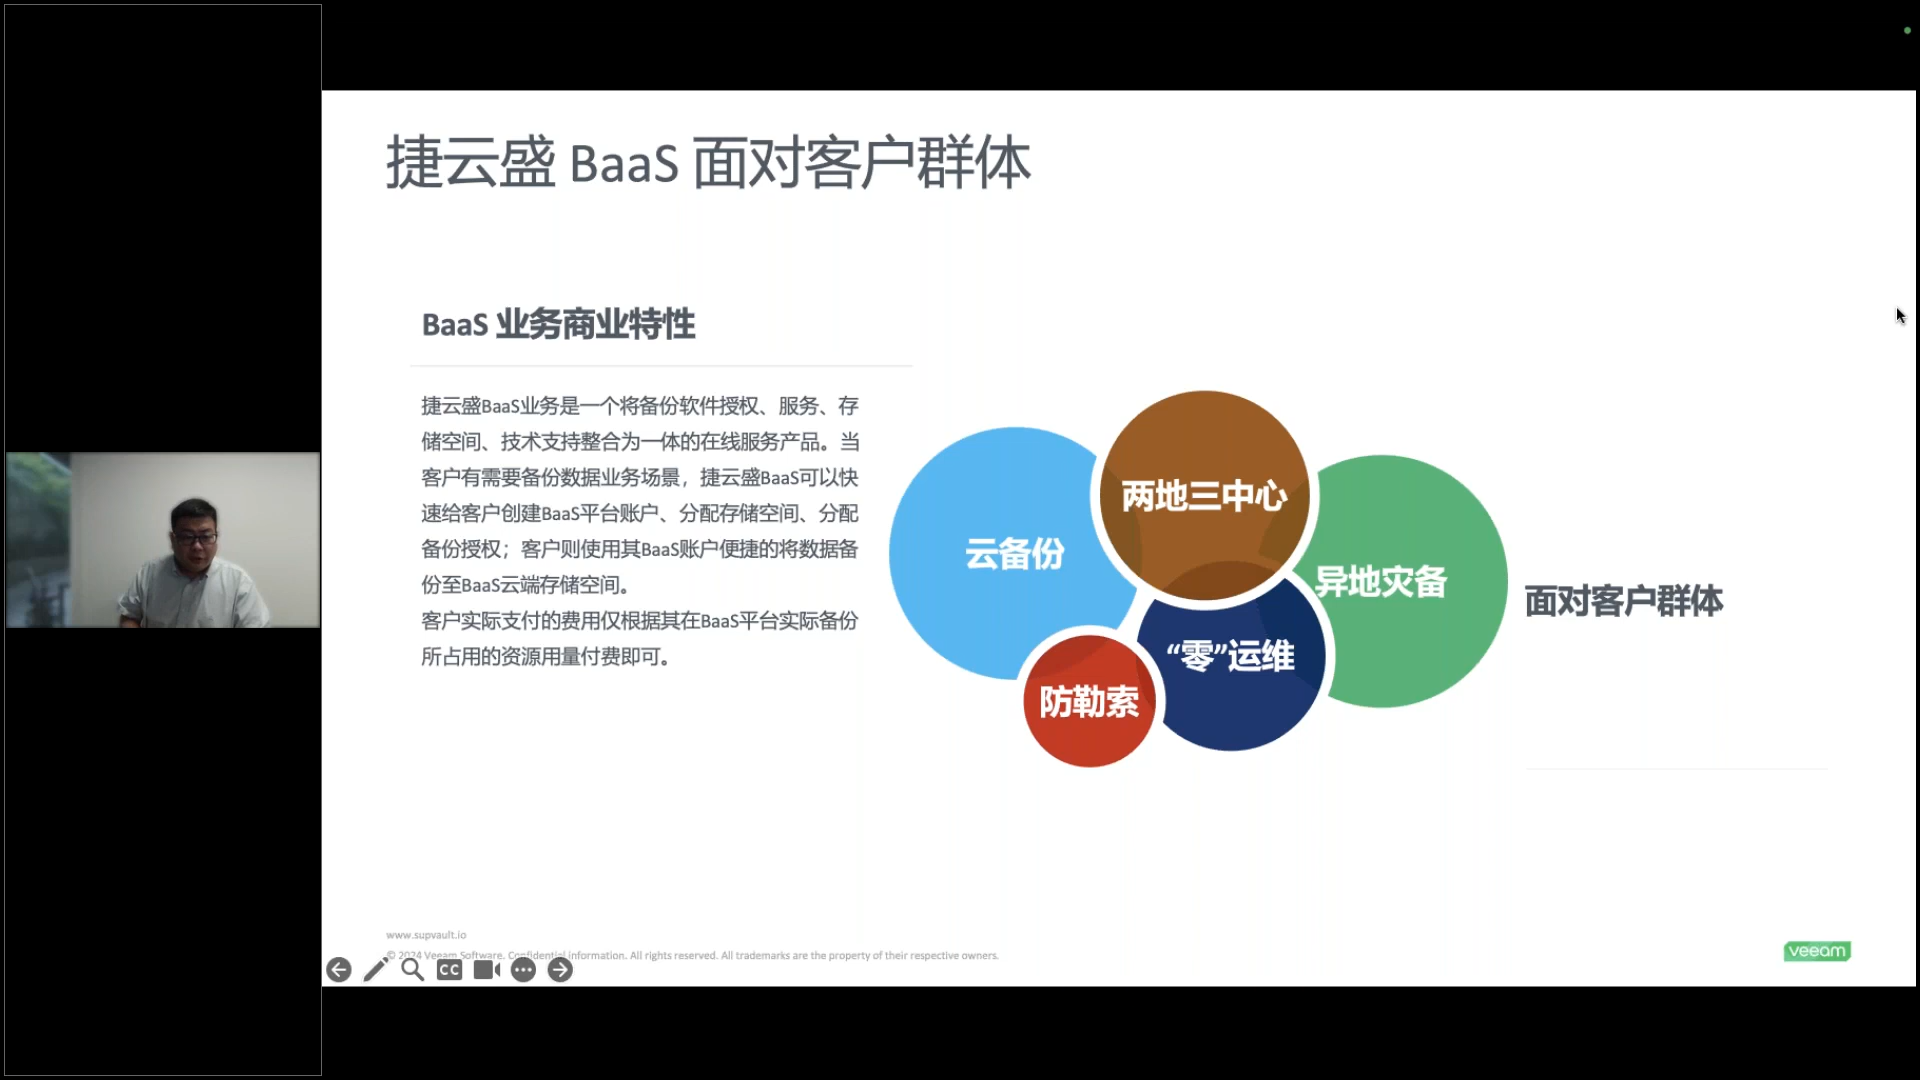 捷云盛 BaaS 面对客户群体
BaaS 业务商业特性
捷云盛BaaS业务是一个将备份软件授权、服务、存
储空间、技术支持整合为一体的在线服务产品。当
客户有需要备份数据业务场景，捷云盛BaaS可以快
速给客户创建BaaS平台账户、分配存储空间、分配
备份授权；客户则使用其BaaS账户便捷的将数据备
份至BaaS云端存储空间。
客户实际支付的费用仅根据其在BaaS平台实际备份
所占用的资源用量付费即可。
云备份
两地三中心
异地灾备
“零”运维
防勒索
面对客户群体
www.supvault.io
© 2024 Veeam Software. Confidential information. All rights reserved. All trademarks are the property of their respective owners.
CC
veeam